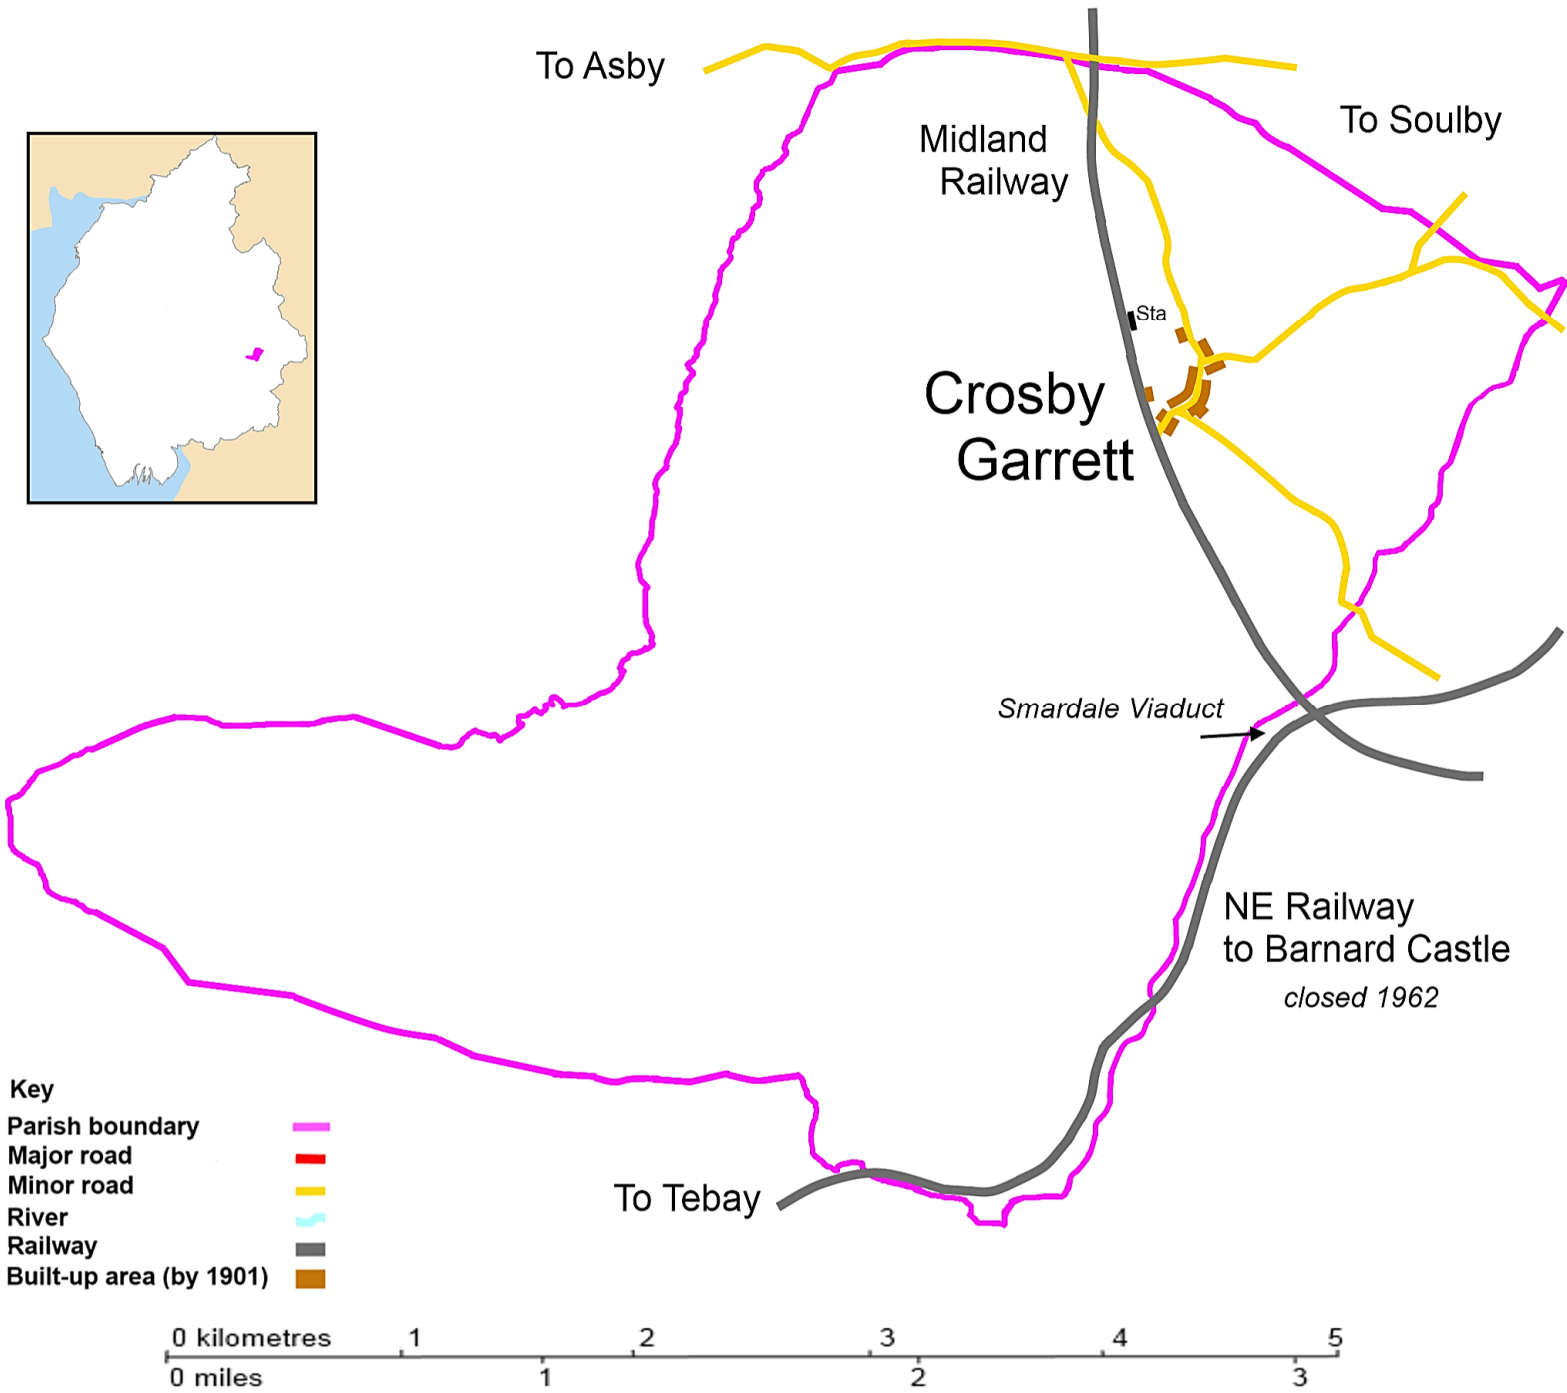 To Asby
To Soulby
Midland
Railway
Sta
Crosby
Garrett
Smardale Viaduct
NE Railway
to Barnard Castle
closed 1962
To Tebay
Key
Parish boundary
Major road
Minor road
River
Railway
Built-up area (by 1901)
0 kilometres 1 2 3 4 5
0 miles 1 2 3